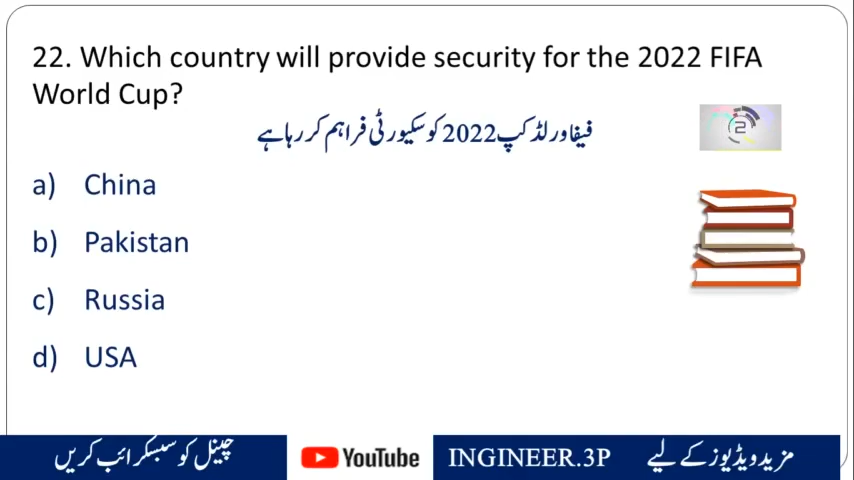 22. Which country will provide security for the 2022 FIFA
World Cup?
فیفا ورلڈ کپ 2022 کو سکیورٹی فراہم کر رہا ہے
2
a) China
b) Pakistan
c) Russia
d) USA
چینل کو سبسکرائب کریں
YouTube
INGINEER.3P
مزید ویڈیوز کے لیے